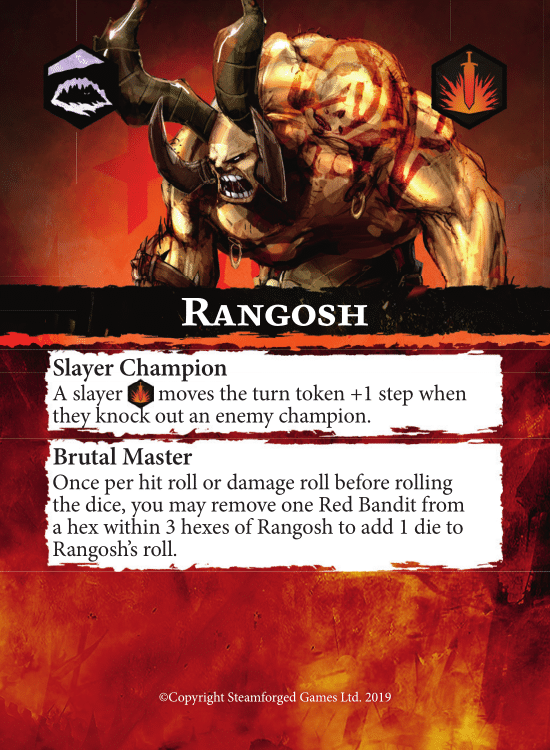 RANGOSH
Slayer Champion
A slayer moves the turn token +1 step when
they knock out an enemy champion.
Brutal Master
Once per hit roll or damage roll before rolling
the dice, you may remove one Red Bandit from
a hex within 3 hexes of Rangosh to add 1 die to
Rangosh's roll.
©Copyright Steamforged Games Ltd. 2019